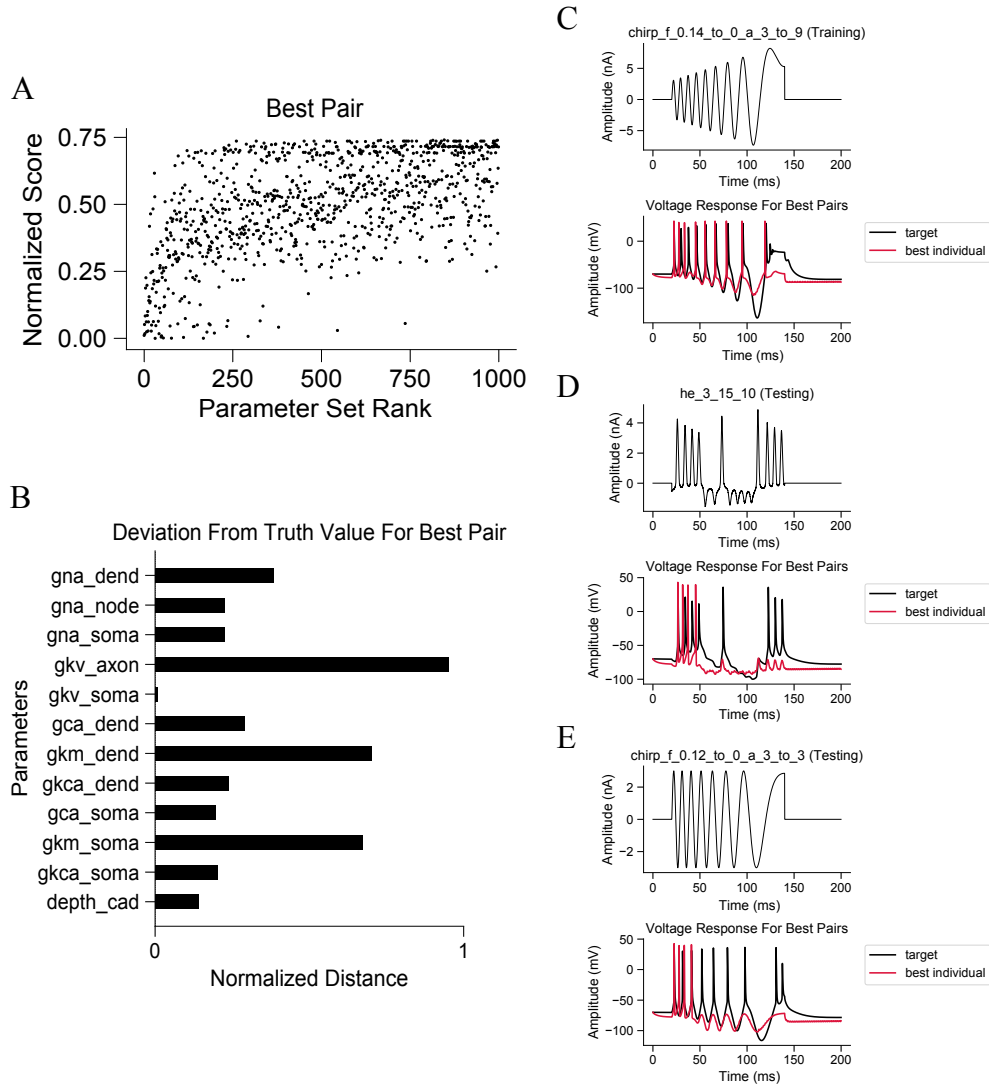 A
Best Pair
Normalized Score
0.75
0.50
0.25
0.00
0
250
500
750
1000
Parameter Set Rank
B
Deviation From Truth Value For Best Pair
Parameters
gna_dend
gna_node
gna_soma
gkv_axon
gkv_soma
gca_dend
gkm_dend
gkca_dend
gca_soma
gkm_soma
gkca_soma
depth_cad
0
1
Normalized Distance
C
chirp_f_0.14_to_0_a_3_to_9 (Training)
Amplitude (nA)
5
0
−5
0
50
100
150
200
Time (ms)
Voltage Response For Best Pairs
Amplitude (mV)
0
−100
0
50
100
150
200
Time (ms)
target
best individual
D
he_3_15_10 (Testing)
Amplitude (nA)
4
2
0
0
50
100
150
200
Time (ms)
Voltage Response For Best Pairs
Amplitude (mV)
50
0
−50
−100
0
50
100
150
200
Time (ms)
target
best individual
E
chirp_f_0.12_to_0_a_3_to_3 (Testing)
Amplitude (nA)
2
0
−2
0
50
100
150
200
Time (ms)
Voltage Response For Best Pairs
Amplitude (mV)
50
0
−50
−100
0
50
100
150
200
Time (ms)
target
best individual